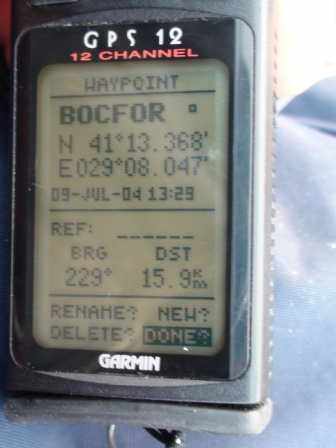 GPS 12
12 CHANNEL
WAYPOINT
BOCFOR
N 41°13.368'
E029°08.047'
09-JUL-04 13:29
REF: ______
BRG DST
229° 15.9km
RENAME? NEW?
DELETE? DONE?
GARMIN